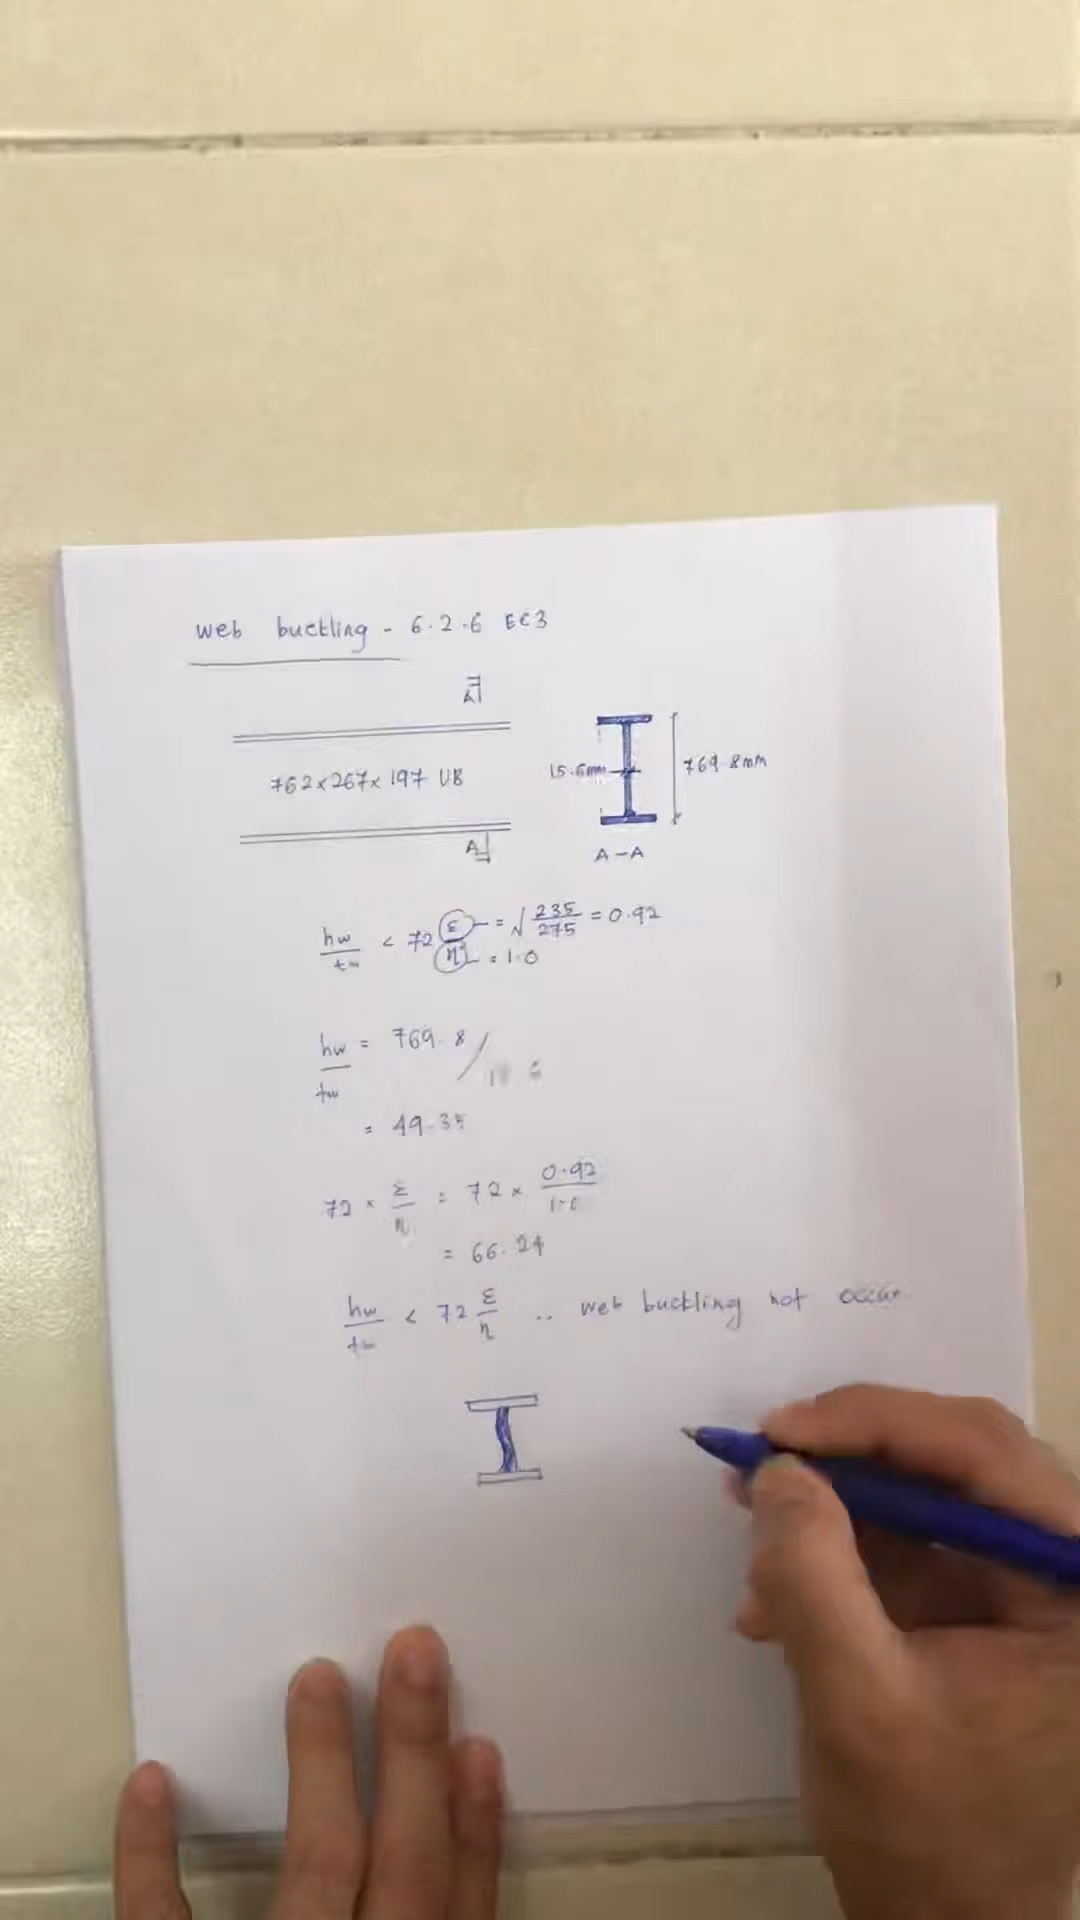 web buckling - 6.2.6 EC3
A
762x267x197 UB
15.6mm
769.8mm
A
A-A
hw/tw < 72 ε/η
ε = √235/275 = 0.92
η = 1.0
hw/tw = 769.8/
= 49.35
72 × ε/η = 72 × 0.92/1.0
= 66.24
hw/tw < 72 ε/η ∴ web buckling not occur